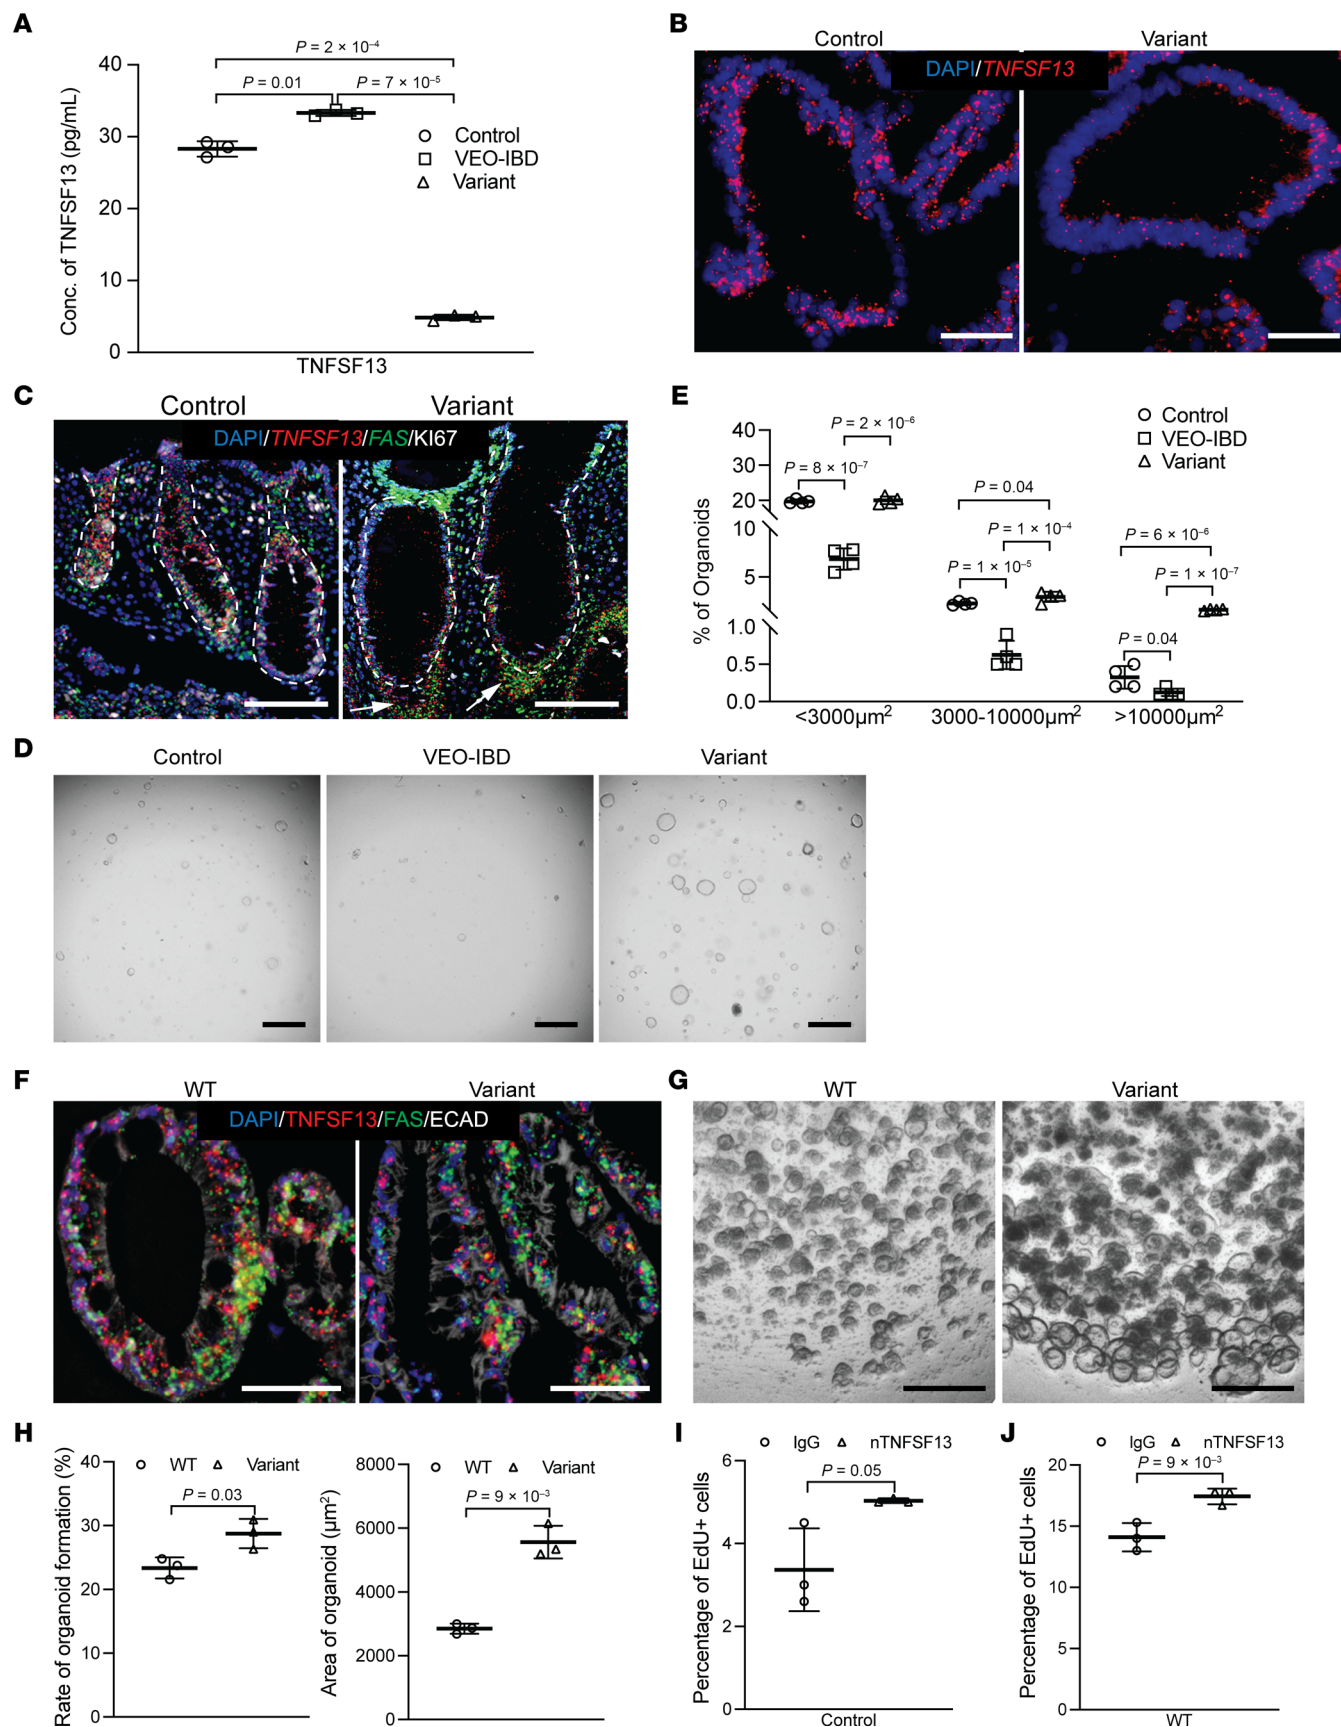 A
P = 2 × 10⁻⁴
P = 0.01
P = 7 × 10⁻⁵
Conc. of TNFSF13 (pg/mL)
40
30
20
10
0
Control
VEO-IBD
Variant
TNFSF13
B
Control
Variant
DAPI/TNFSF13
C
Control
Variant
DAPI/TNFSF13/FAS/KI67
E
Control
VEO-IBD
Variant
P = 2 × 10⁻⁶
P = 8 × 10⁻⁷
P = 0.04
P = 1 × 10⁻⁴
P = 1 × 10⁻⁵
P = 6 × 10⁻⁶
P = 1 × 10⁻⁷
P = 0.04
% of Organoids
40
30
20
10
5
1.0
0.5
0.0
<3000µm²
3000-10000µm²
>10000µm²
D
Control
VEO-IBD
Variant
F
WT
Variant
DAPI/TNFSF13/FAS/ECAD
G
WT
Variant
H
Rate of organoid formation (%)
40
30
20
10
0
WT
Variant
P = 0.03
Area of organoid (µm²)
8000
6000
4000
2000
0
WT
Variant
P = 9 × 10⁻³
I
IgG
nTNFSF13
P = 0.05
Percentage of EdU+ cells
6
4
2
0
Control
J
IgG
nTNFSF13
P = 9 × 10⁻³
Percentage of EdU+ cells
20
15
10
5
0
WT